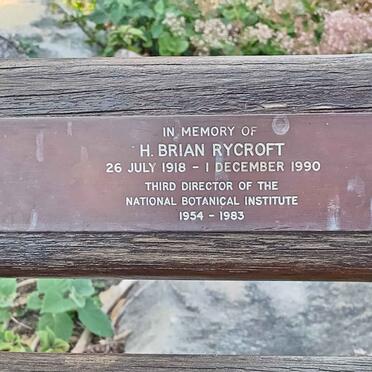 IN MEMORY OF
H. BRIAN RYCROFT
26 JULY 1918 - 1 DECEMBER 1990
THIRD DIRECTOR OF THE
NATIONAL BOTANICAL INSTITUTE
1954 - 1983